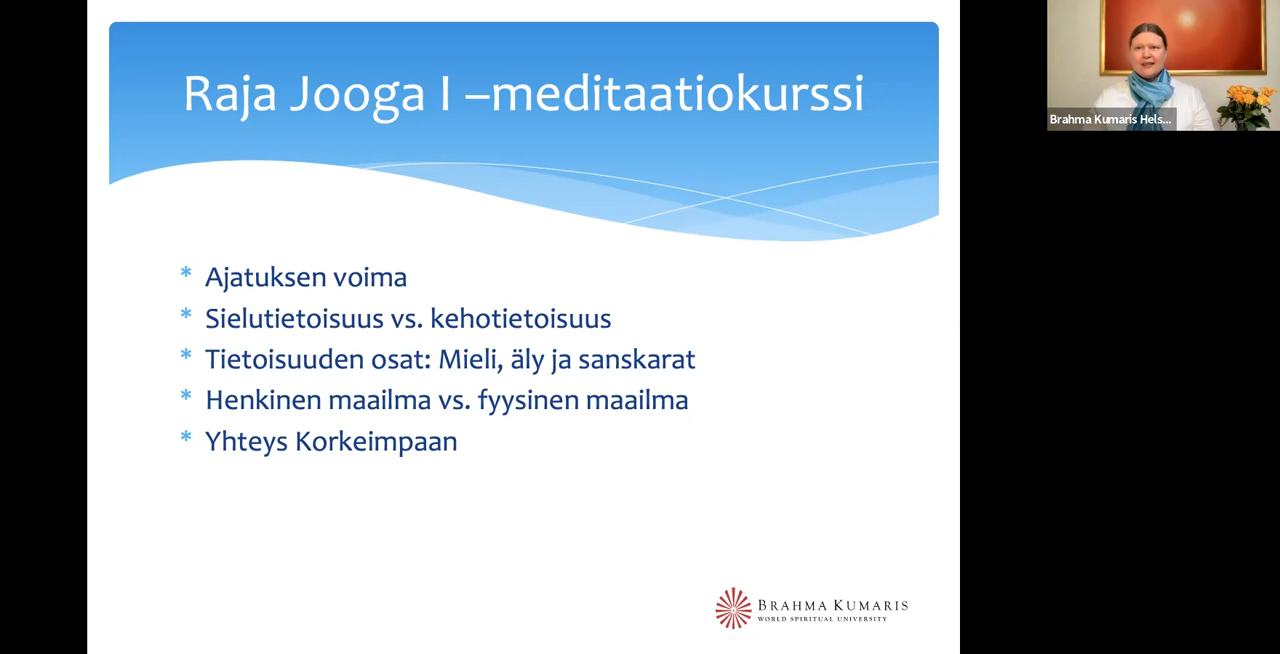 Raja Jooga I –meditaatiokurssi
* Ajatuksen voima
* Sielutietoisuus vs. kehotietoisuus
* Tietoisuuden osat: Mieli, äly ja sanskarat
* Henkinen maailma vs. fyysinen maailma
* Yhteys Korkeimpaan
BRAHMA KUMARIS
WORLD SPIRITUAL UNIVERSITY
Brahma Kumaris Hels...